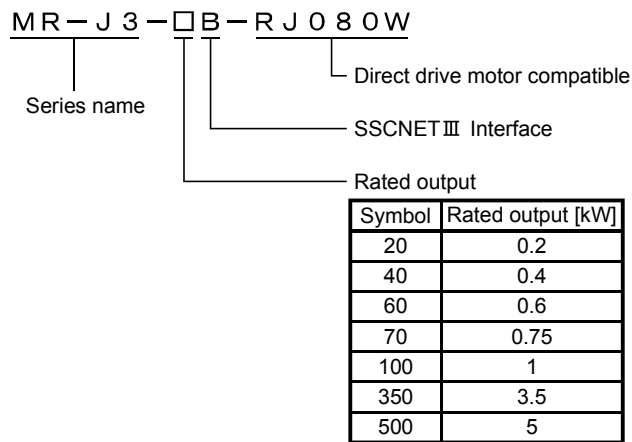 MR-J3-□B-RJ080W
Direct drive motor compatible
Series name
SSCNETⅢ Interface
Rated output
Symbol Rated output [kW]
20 0.2
40 0.4
60 0.6
70 0.75
100 1
350 3.5
500 5